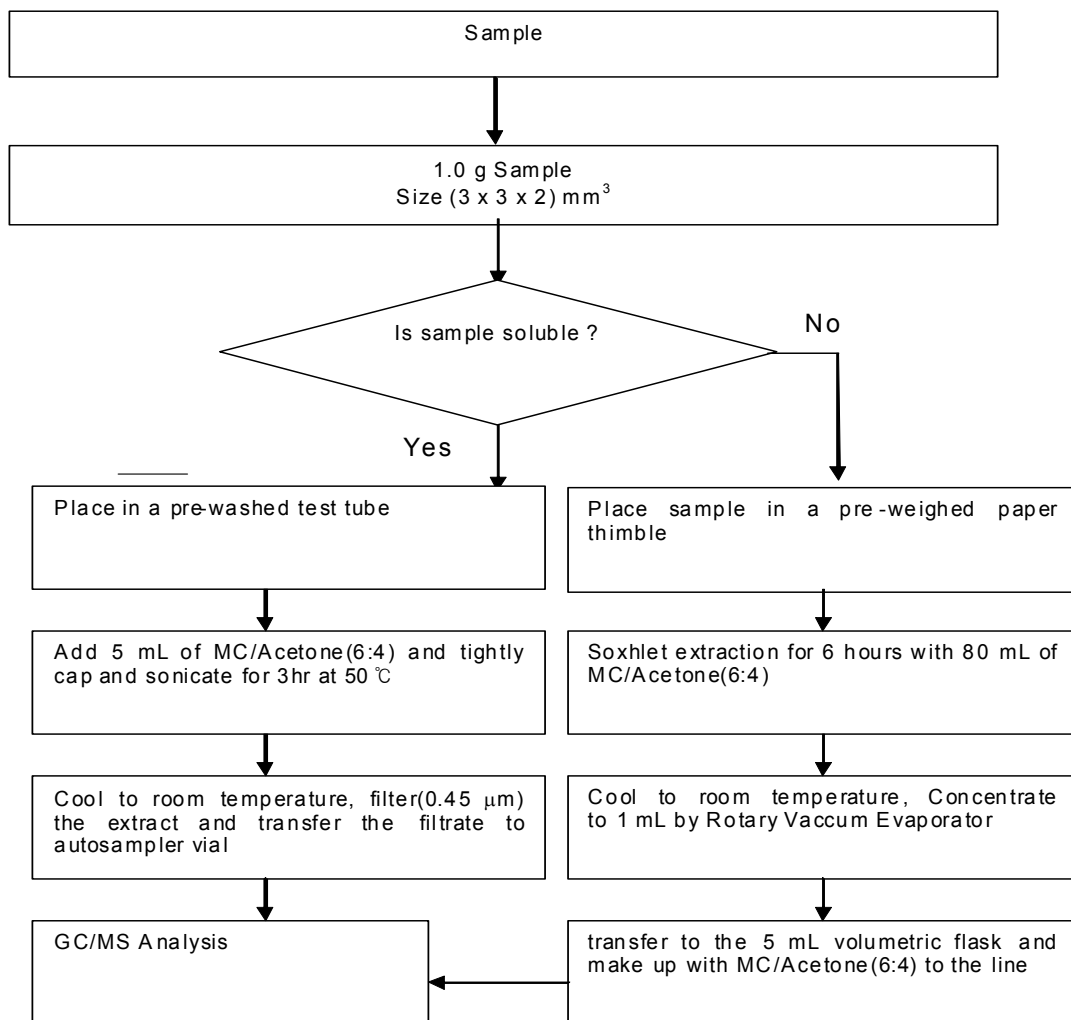 Sample
1.0 g Sample
Size (3 x 3 x 2) mm³
Is sample soluble ?
No
Yes
Place in a pre-washed test tube
Place sample in a pre-weighed paper
thimble
Add 5 mL of MC/Acetone(6:4) and tightly
cap and sonicate for 3hr at 50 ℃
Soxhlet extraction for 6 hours with 80 mL of
MC/Acetone(6:4)
Cool to room temperature, filter(0.45 μm)
the extract and transfer the filtrate to
autosampler vial
Cool to room temperature, Concentrate
to 1 mL by Rotary Vaccum Evaporator
GC/MS Analysis
transfer to the 5 mL volumetric flask and
make up with MC/Acetone(6:4) to the line